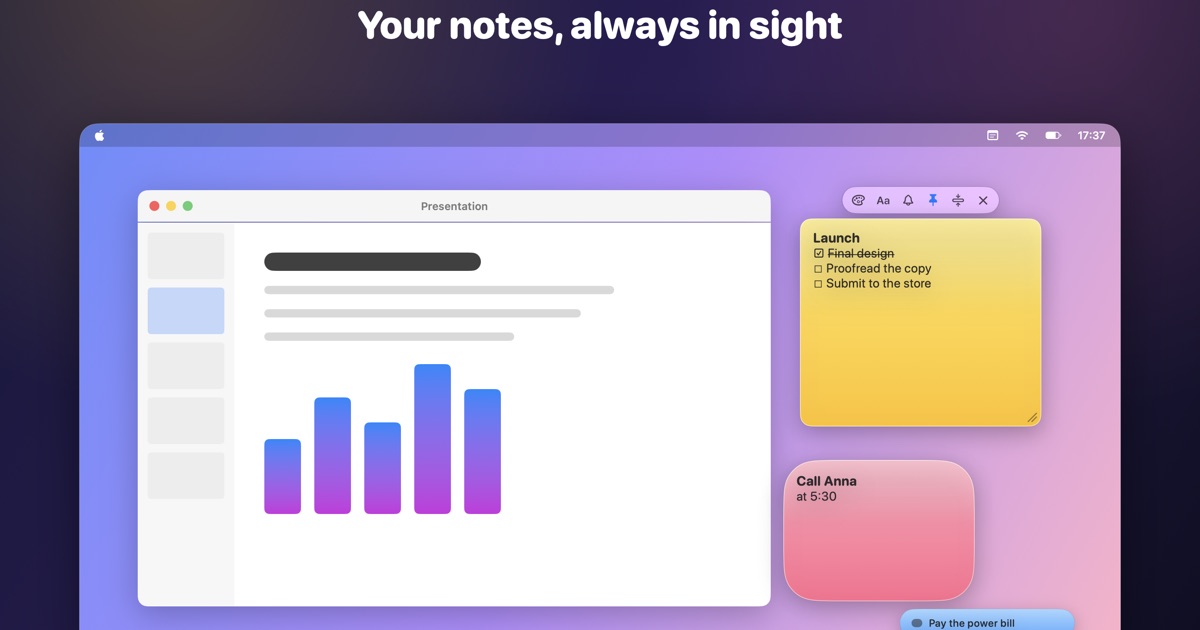 Your notes, always in sight
17:37
Presentation
Aa
Launch
☑ Final design
☐ Proofread the copy
☐ Submit to the store
Call Anna
at 5:30
Pay the power bill